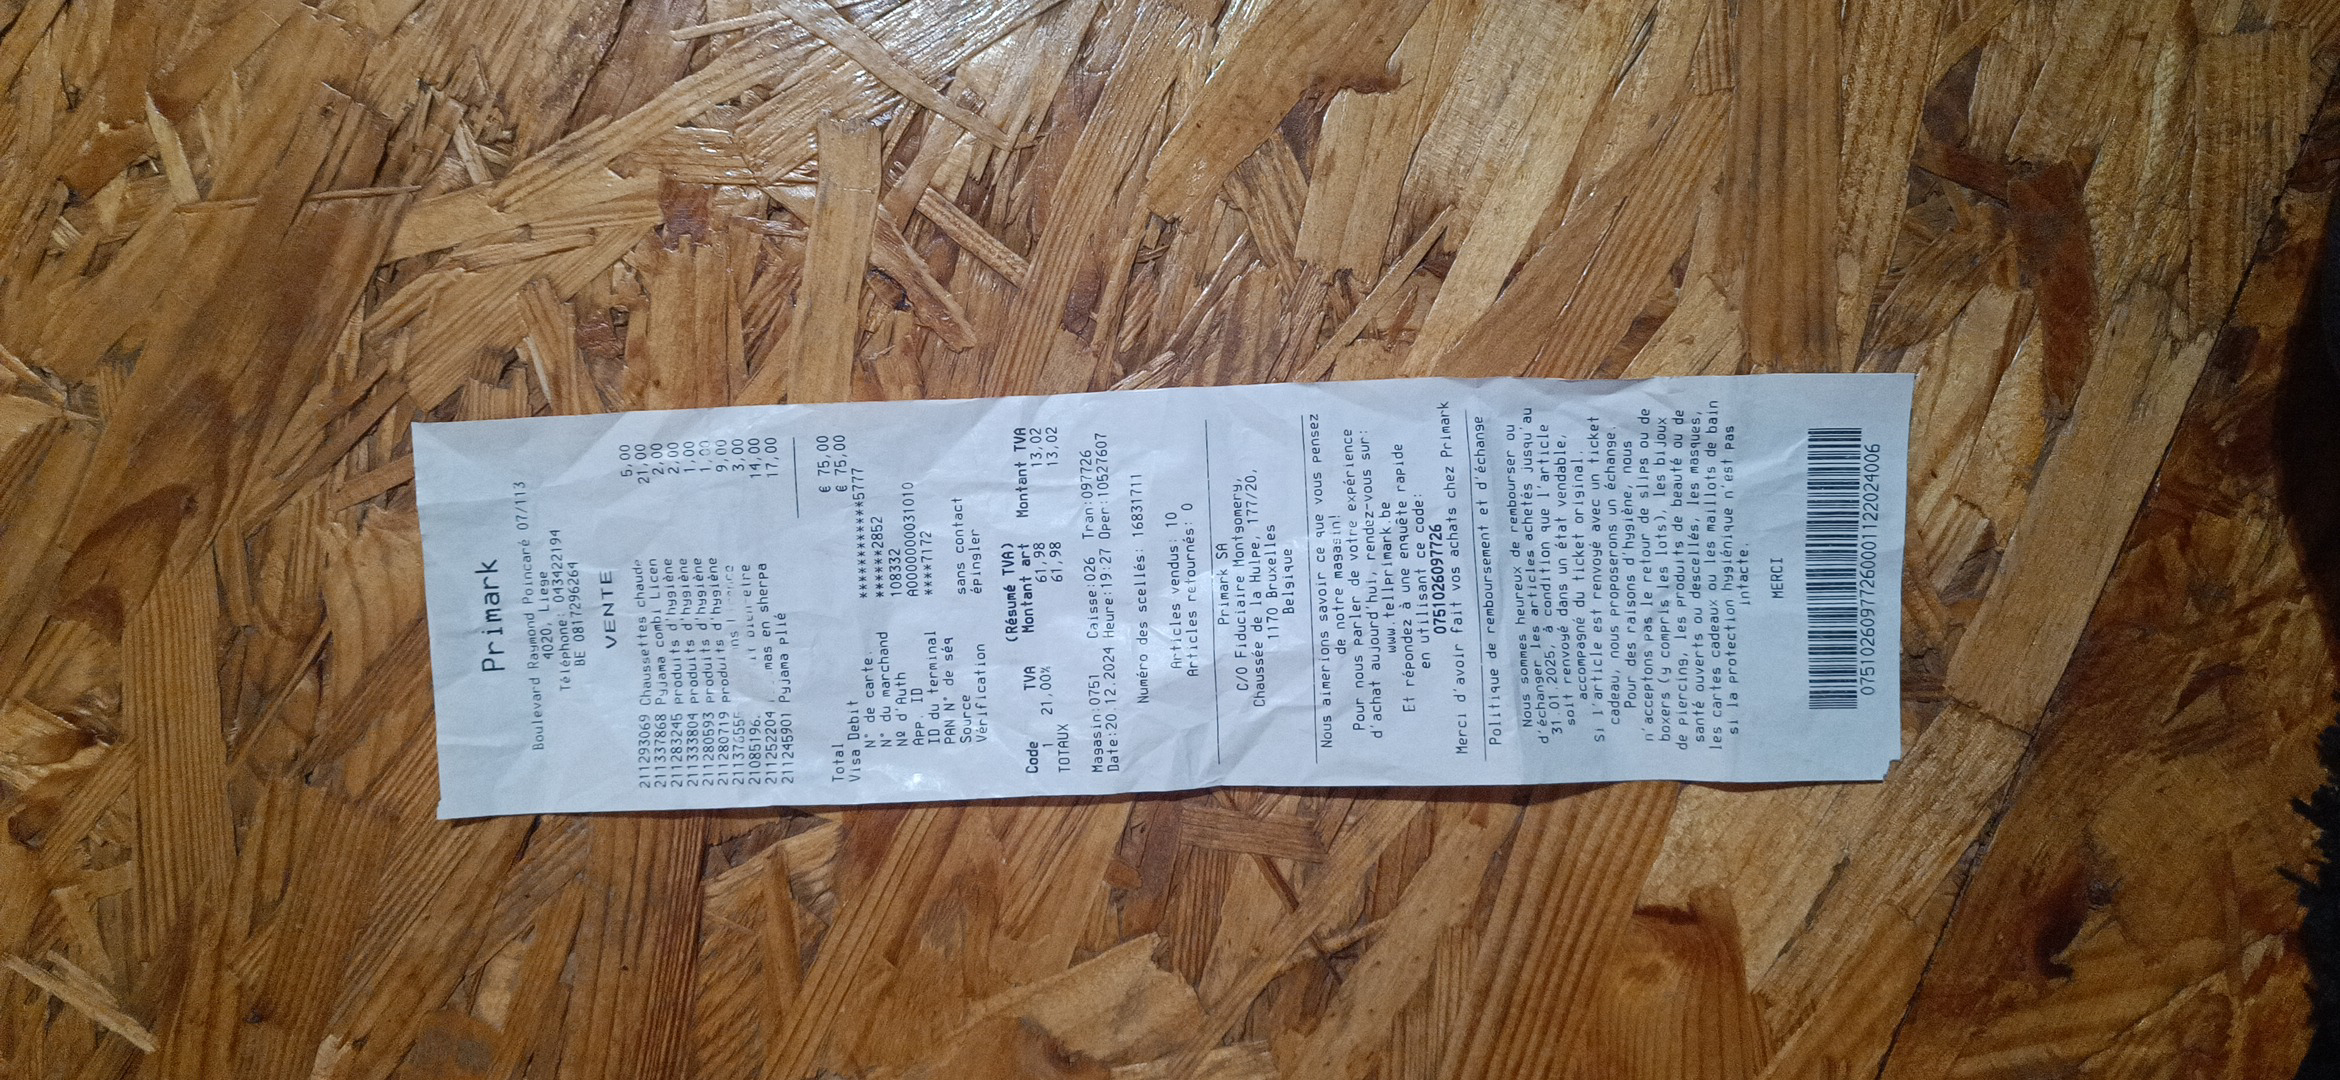 Primark
Boulevard Raymond Poincaré 07/113
4020, Liege
Téléphone: 043422194
BE 0817296264
VENTE
211293069 Chaussettes chaude 5,00
211337868 Pyjama combi Licen 21,00
211283245 produits d'hygiène 2,00
211333804 produits d'hygiène 2,00
211280593 produits d'hygiène 1,00
211280719 produits d'hygiène 1,00
9,00
21085196. 3,00
211252204 mas en sherpa 14,00
211245901 Pyjama plié 17,00
Total € 75,00
Visa Debit € 75,00
N° de carte. ************5777
N° du marchand ******2852
Nº d'Auth 108332
App. ID A0000000031010
ID du terminal ****7172
PAN N° de séq
Source sans contact
Vérification épingler
(Résumé TVA)
Code TVA Montant art Montant TVA
1 21,00% 61,98 13,02
TOTAUX 61,98 13,02
Magasin:0751 Caisse:026 Tran:097726
Date:20.12.2024 Heure:19:27 Oper:10527607
Numéro des scellés: 16831711
Articles vendus: 10
Articles retournés: 0
Primark SA
C/O Fiduciaire Montgomery,
Chaussée de la Hulpe, 177/20,
1170 Bruxelles
Belgique
Nous aimerions savoir ce que vous pensez
de notre magasin!
Pour nous parler de votre expérience
d'achat aujourd'hui, rendez-vous sur:
www.tellprimark.be
Et répondez à une enquête rapide
en utilisant ce code:
0751026097726
Merci d'avoir fait vos achats chez Primark
Politique de remboursement et d'échange
Nous sommes heureux de rembourser ou
d'échanger les articles achetés jusqu'au
31.01.2025, à condition que l'article
soit renvoyé dans un état vendable,
accompagné du ticket original.
Si l'article est renvoyé avec un ticket
cadeau, nous proposerons un échange.
Pour des raisons d'hygiène, nous
n'acceptons pas le retour de slips ou de
boxers (y compris les lots), les bijoux
de piercing, les produits de beauté ou de
santé ouverts ou descellés, les masques,
les cartes cadeaux ou les maillots de bain
si la protection hygiénique n'est pas
intacte.
MERCI
07510260977260001122024006